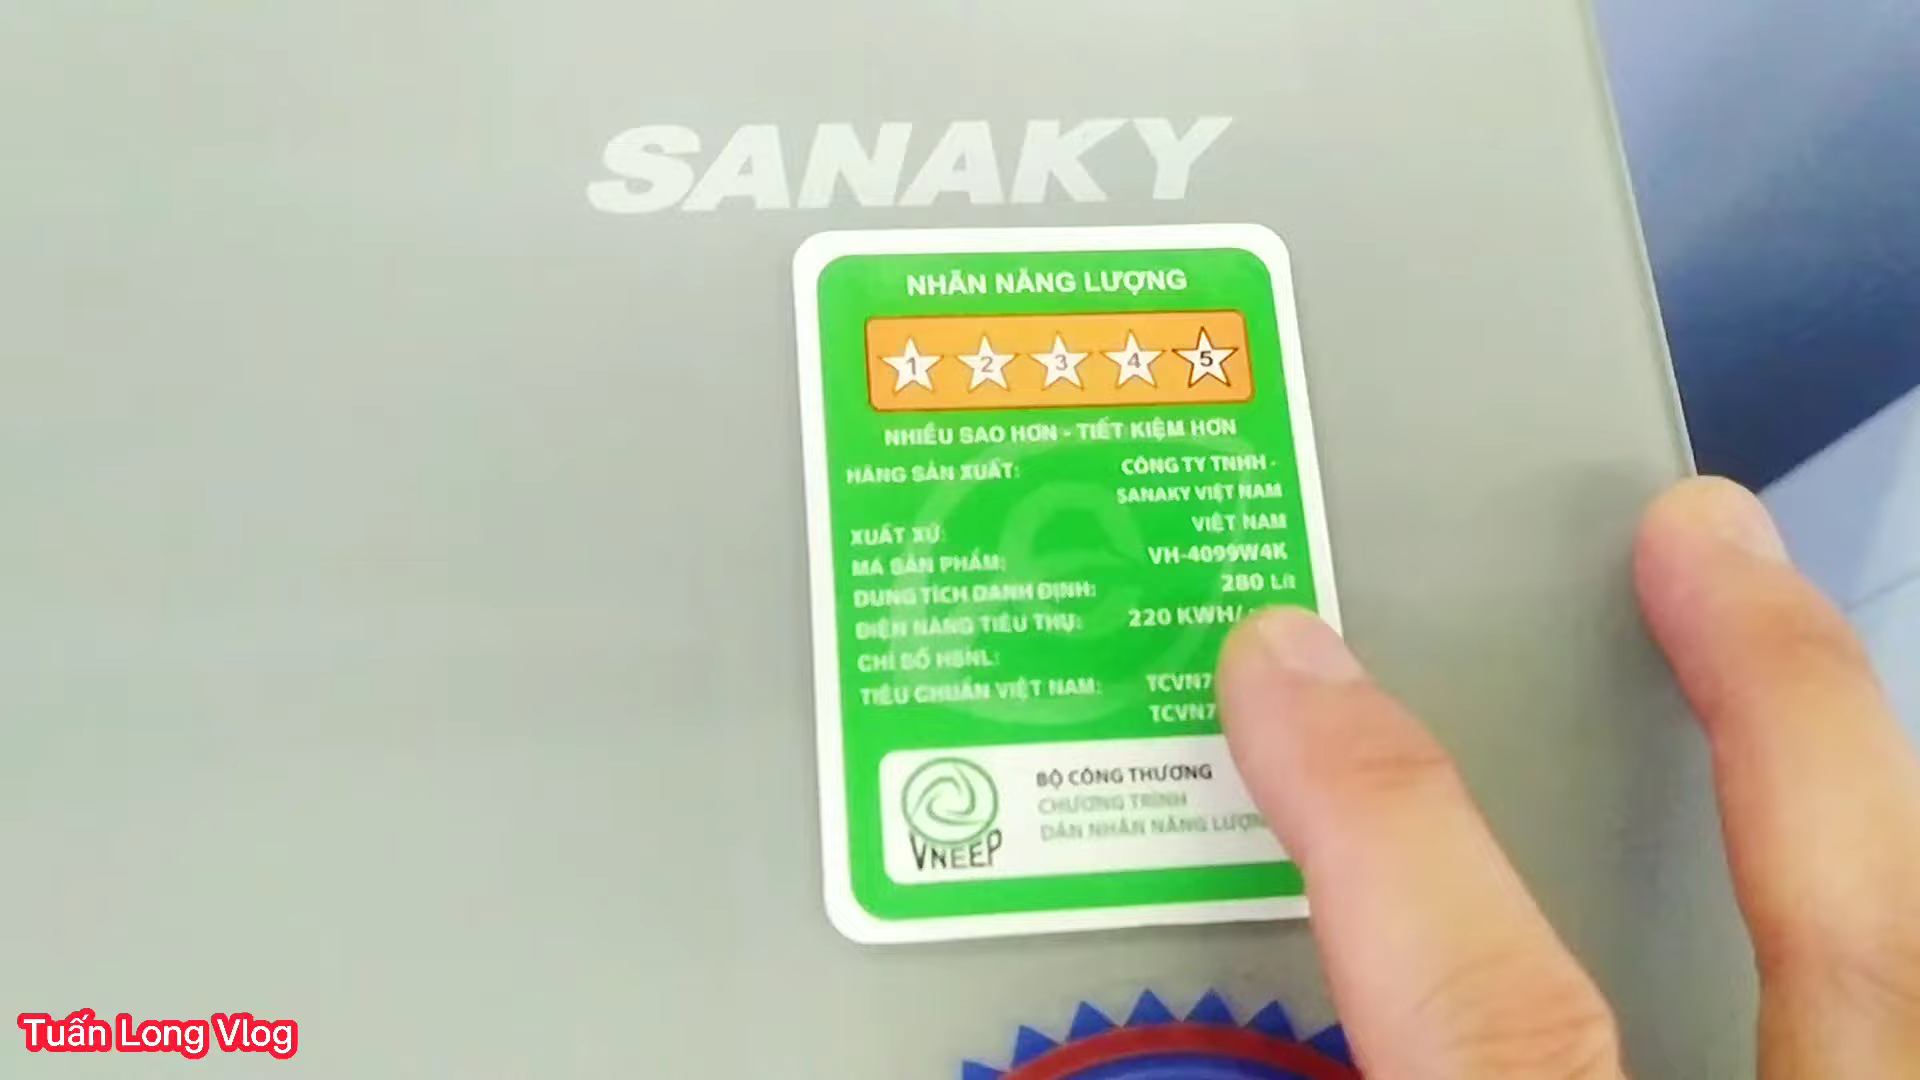 SANAKY
NHÃN NĂNG LƯỢNG
1 2 3 4 5
NHIỀU SAO HƠN - TIẾT KIỆM HƠN
HÃNG SẢN XUẤT: CÔNG TY TNHH -
SANAKY VIỆT NAM
XUẤT XỨ: VIỆT NAM
MÃ SẢN PHẨM: VH-4099W4K
DUNG TÍCH DANH ĐỊNH: 280 Lít
ĐIỆN NĂNG TIÊU THỤ: 220 KWH/
CHỈ SỐ HSNL:
TIÊU CHUẨN VIỆT NAM: TCVN7
TCVN7
BỘ CÔNG THƯƠNG
CHƯƠNG TRÌNH
DÁN NHÃN NĂNG LƯỢN
VNEEP
Tuấn Long Vlog